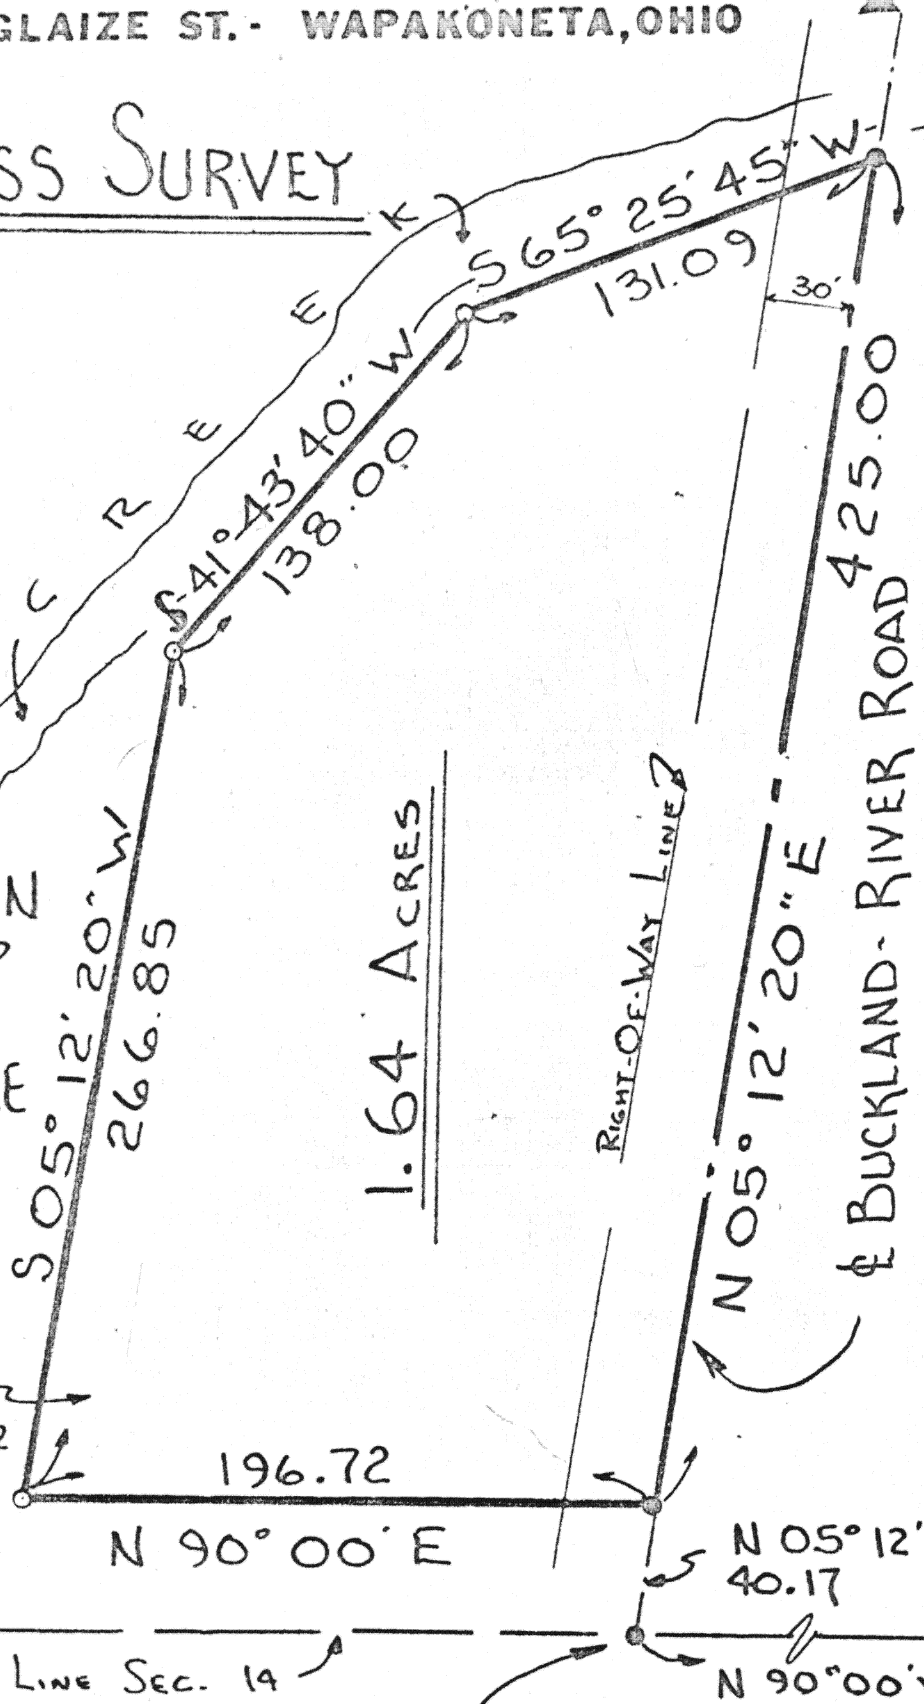 GLAIZE ST.- WAPAKONETA, OHIO
SS SURVEY
CREEK
S 65° 25' 45" W
131.09
30'
S 41° 43' 40" W
138.00
425.00
N 05° 12' 20" E
℄ BUCKLAND-RIVER ROAD
RIGHT-OF-WAY LINE
1.64 ACRES
S 05° 12' 20" W
266.85
N
E
196.72
N 90° 00' E
N 05° 12'
40.17
LINE SEC. 14
N 90° 00'